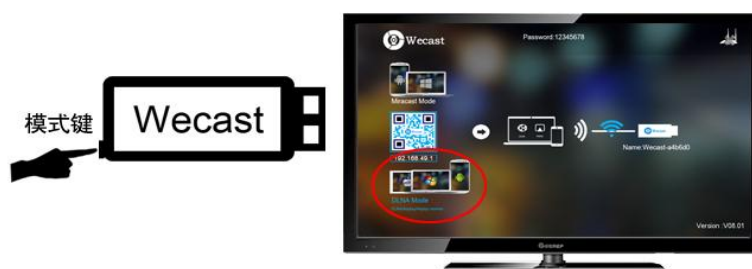 模式键
Wecast
Wecast
Password:12345678
Miracast Mode
192.168.49.1
Name:Wecast-a4b6d0
DLNA Mode
Version :V08.01